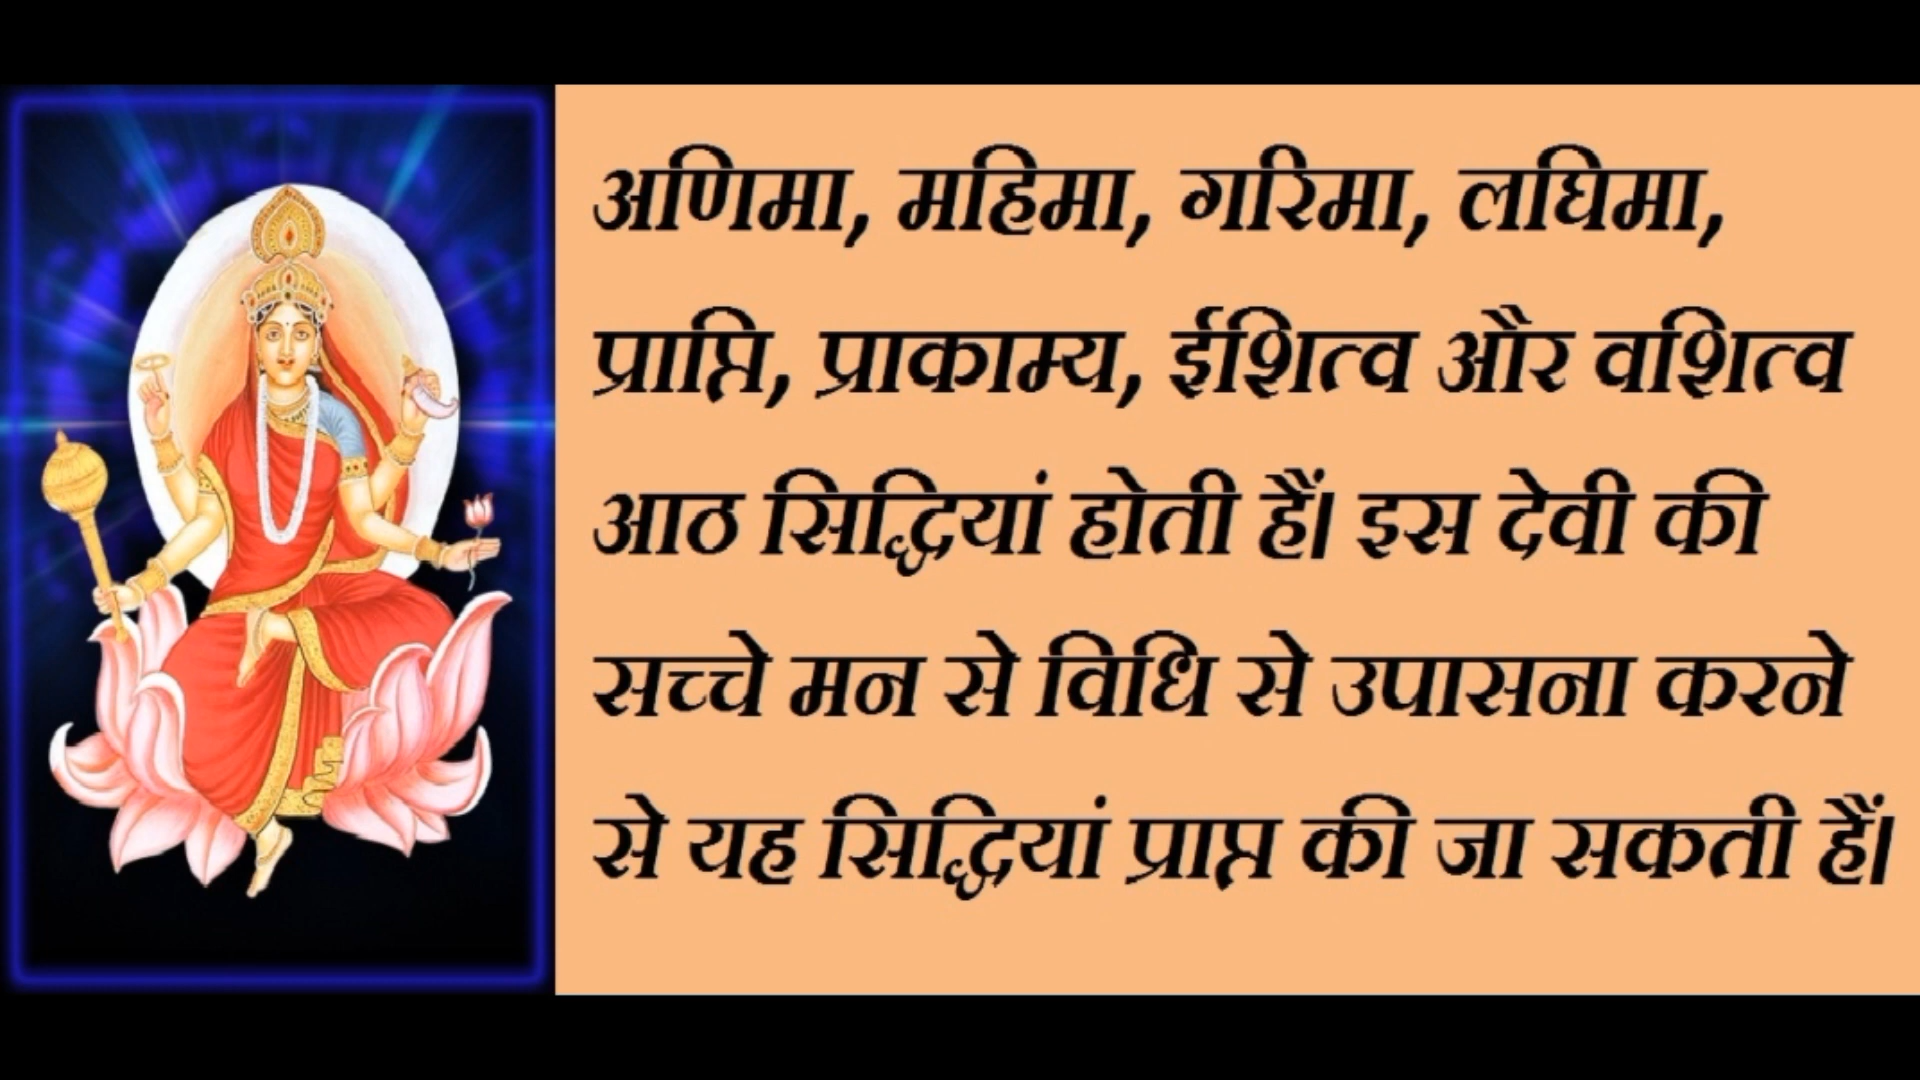 अणिमा, महिमा, गरिमा, लघिमा,
प्राप्ति, प्राकाम्य, ईशित्व और वशित्व
आठ सिद्धियां होती हैं। इस देवी की
सच्चे मन से विधि से उपासना करने
से यह सिद्धियां प्राप्त की जा सकती हैं।